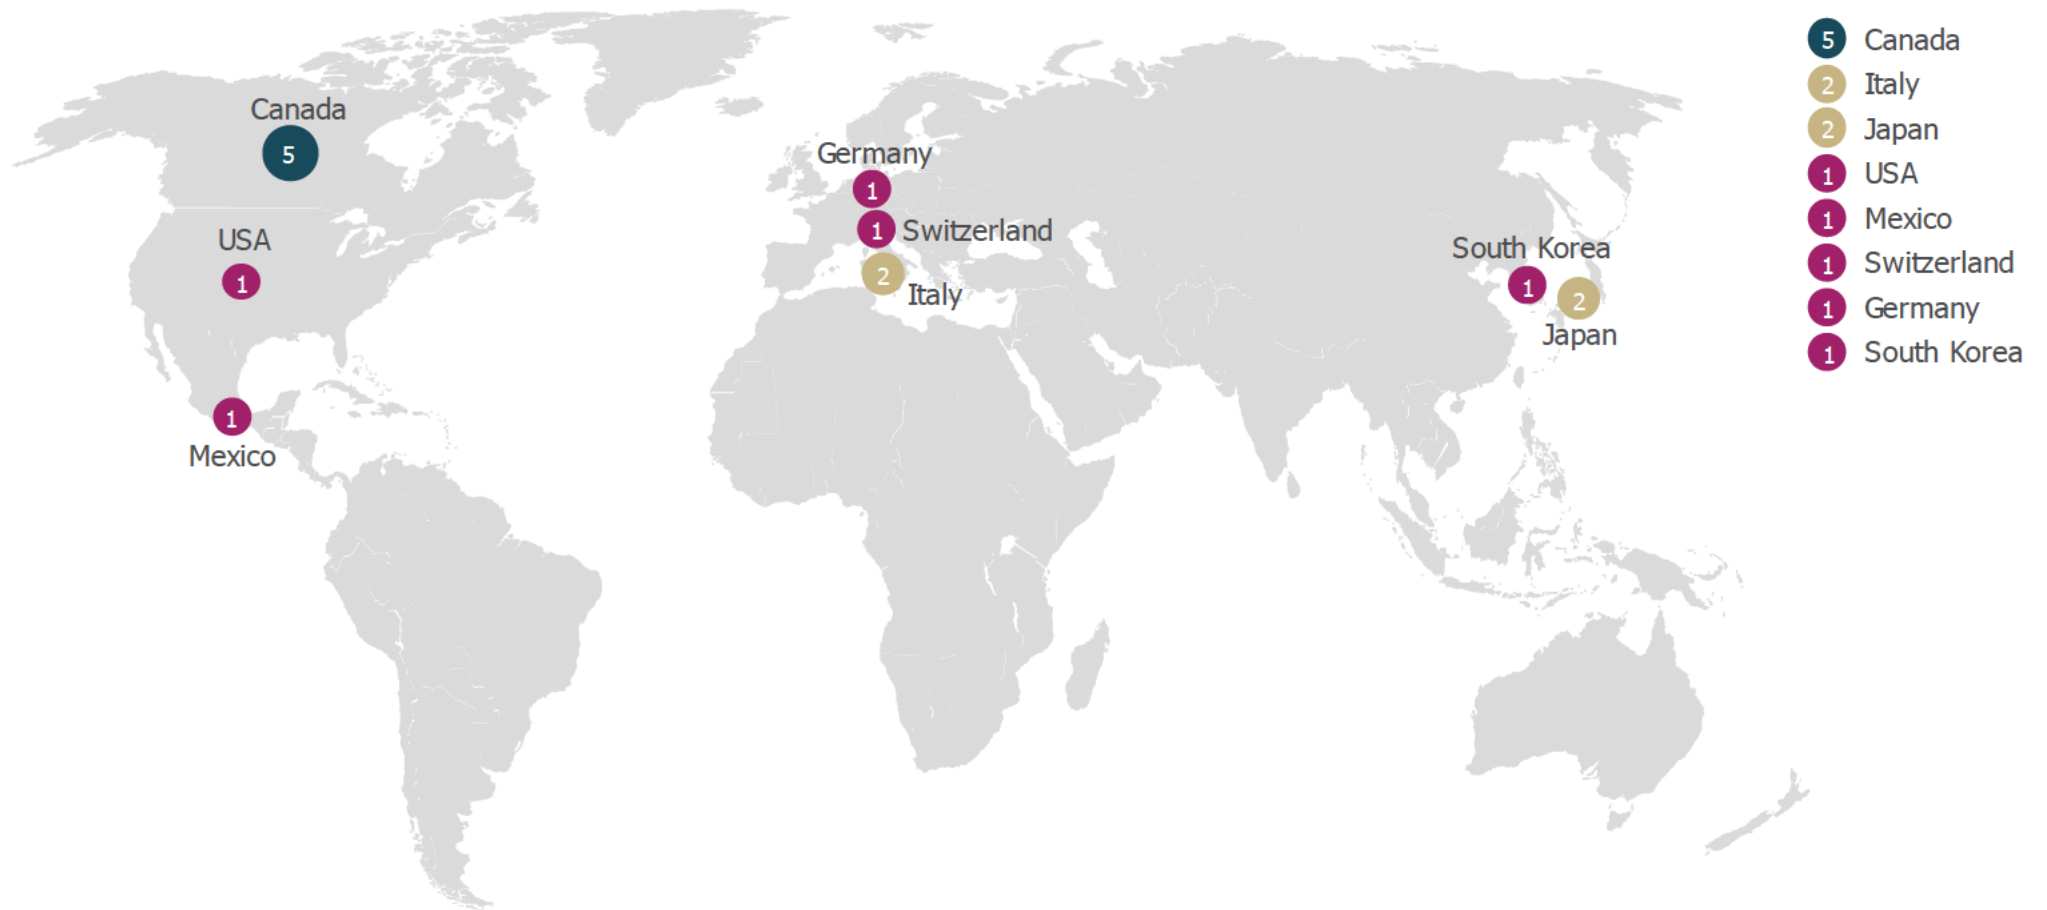 Canada
5
USA
1
1
Mexico
Germany
1
1 Switzerland
2
Italy
South Korea
1
2
Japan
5 Canada
2 Italy
2 Japan
1 USA
1 Mexico
1 Switzerland
1 Germany
1 South Korea